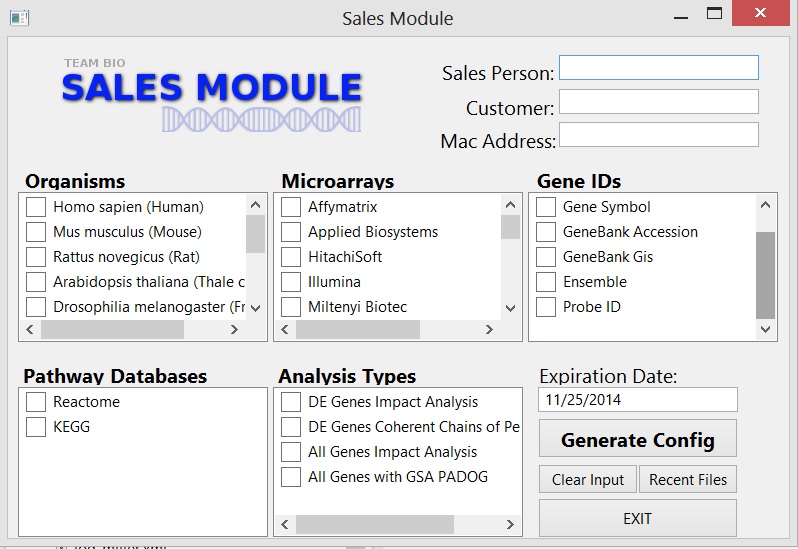 Sales Module
TEAM BIO
SALES MODULE
Sales Person:
Customer:
Mac Address:
Organisms
Homo sapien (Human)
Mus musculus (Mouse)
Rattus novegicus (Rat)
Arabidopsis thaliana (Thale c
Drosophilia melanogaster (Fr
Microarrays
Affymatrix
Applied Biosystems
HitachiSoft
Illumina
Miltenyi Biotec
Gene IDs
Gene Symbol
GeneBank Accession
GeneBank Gis
Ensemble
Probe ID
Pathway Databases
Reactome
KEGG
Analysis Types
DE Genes Impact Analysis
DE Genes Coherent Chains of Pe
All Genes Impact Analysis
All Genes with GSA PADOG
Expiration Date:
11/25/2014
Generate Config
Clear Input
Recent Files
EXIT